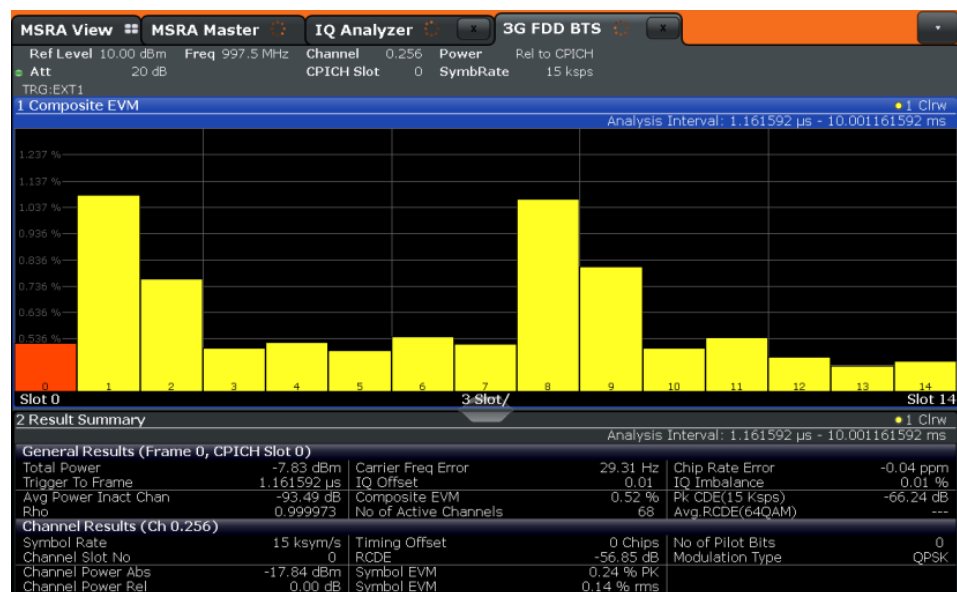 MSRA View MSRA Master IQ Analyzer x 3G FDD BTS x
Ref Level 10.00 dBm Freq 997.5 MHz Channel 0.256 Power Rel to CPICH
Att 20 dB CPICH Slot 0 SymbRate 15 ksps
TRG:EXT1
1 Composite EVM 1 Clrw
Analysis Interval: 1.161592 µs - 10.001161592 ms
1.237 %
1.137 %
1.037 %
0.936 %
0.836 %
0.736 %
0.636 %
0.536 %
0 1 2 3 4 5 6 7 8 9 10 11 12 13 14
Slot 0 3 Slot/ Slot 14
2 Result Summary 1 Clrw
Analysis Interval: 1.161592 µs - 10.001161592 ms
General Results (Frame 0, CPICH Slot 0)
Total Power -7.83 dBm Carrier Freq Error 29.31 Hz Chip Rate Error -0.04 ppm
Trigger To Frame 1.161592 µs IQ Offset 0.01 IQ Imbalance 0.01 %
Avg Power Inact Chan -93.49 dB Composite EVM 0.52 % Pk CDE(15 Ksps) -66.24 dB
Rho 0.999973 No of Active Channels 68 Avg.RCDE(64QAM) ---
Channel Results (Ch 0.256)
Symbol Rate 15 ksym/s Timing Offset 0 Chips No of Pilot Bits 0
Channel Slot No 0 RCDE -56.85 dB Modulation Type QPSK
Channel Power Abs -17.84 dBm Symbol EVM 0.24 % PK
Channel Power Rel 0.00 dB Symbol EVM 0.14 % rms